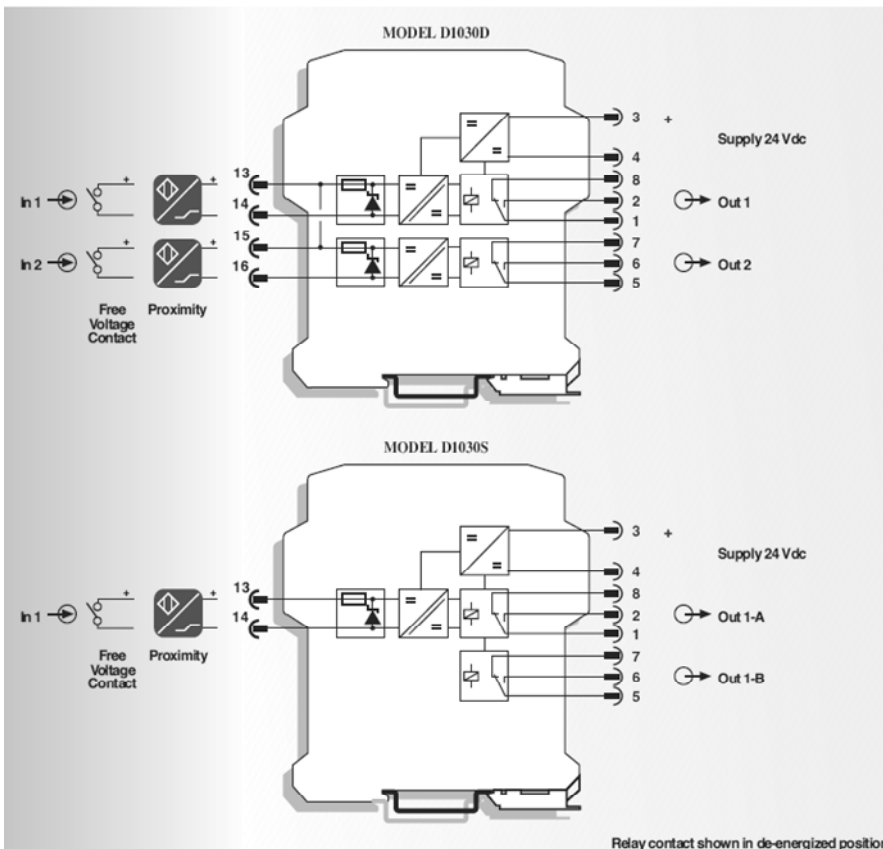 MODEL D1030D
3 +
Supply 24 Vdc
4
13
8
In 1
+
+
14
2
Out 1
1
15
7
In 2
+
+
16
6
Out 2
5
Free
Voltage
Contact
Proximity
MODEL D1030S
3 +
Supply 24 Vdc
4
13
8
In 1
+
+
14
2
Out 1-A
1
7
Free
Voltage
Contact
Proximity
6
Out 1-B
5
Relay contact shown in de-energized position